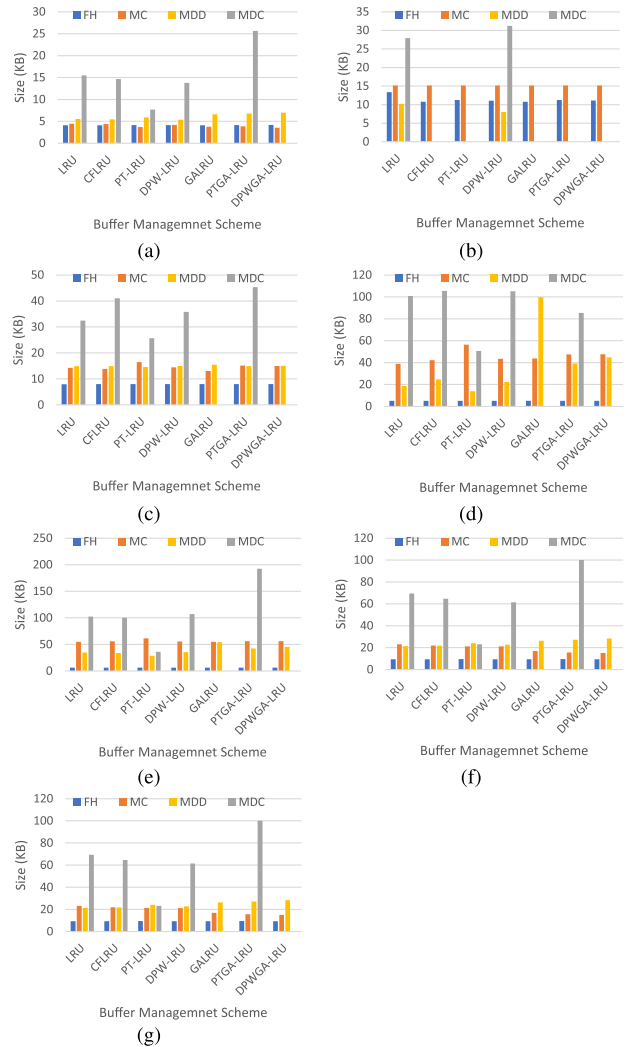 FH MC MDD MDC
Size (KB)
30
25
20
15
10
5
0
LRU
CFLRU
PT-LRU
DPW-LRU
GALRU
PTGA-LRU
DPWGA-LRU
Buffer Managemnet Scheme
(a)
FH MC MDD MDC
Size (KB)
35
30
25
20
15
10
5
0
LRU
CFLRU
PT-LRU
DPW-LRU
GALRU
PTGA-LRU
DPWGA-LRU
Buffer Managemnet Scheme
(b)
FH MC MDD MDC
Size (KB)
50
40
30
20
10
0
LRU
CFLRU
PT-LRU
DPW-LRU
GALRU
PTGA-LRU
DPWGA-LRU
Buffer Managemnet Scheme
(c)
FH MC MDD MDC
Size (KB)
120
100
80
60
40
20
0
LRU
CFLRU
PT-LRU
DPW-LRU
GALRU
PTGA-LRU
DPWGA-LRU
Buffer Managemnet Scheme
(d)
FH MC MDD MDC
Size (KB)
250
200
150
100
50
0
LRU
CFLRU
PT-LRU
DPW-LRU
GALRU
PTGA-LRU
DPWGA-LRU
Buffer Managemnet Scheme
(e)
FH MC MDD MDC
Size (KB)
120
100
80
60
40
20
0
LRU
CFLRU
PT-LRU
DPW-LRU
GALRU
PTGA-LRU
DPWGA-LRU
Buffer Managemnet Scheme
(f)
FH MC MDD MDC
Size (KB)
120
100
80
60
40
20
0
LRU
CFLRU
PT-LRU
DPW-LRU
GALRU
PTGA-LRU
DPWGA-LRU
Buffer Managemnet Scheme
(g)